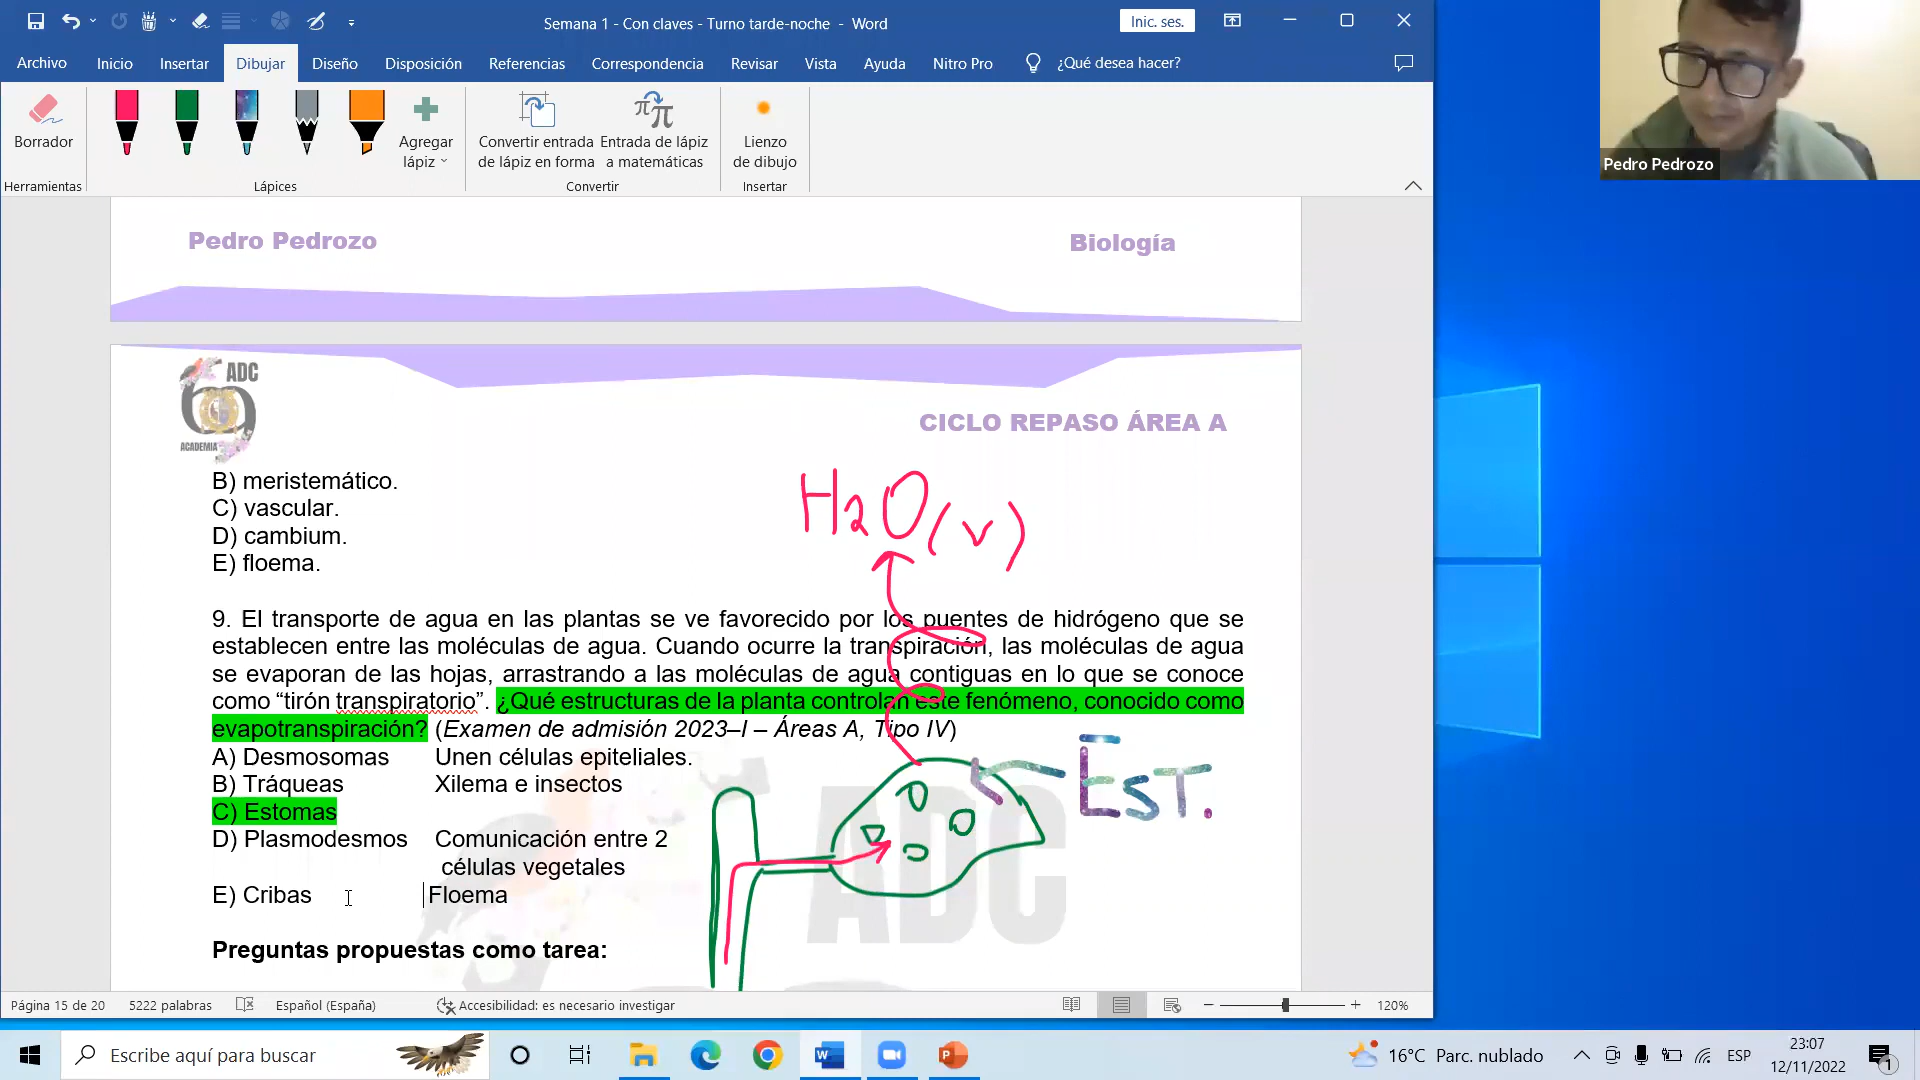 Semana 1 - Con claves - Turno tarde-noche - Word
Inic. ses.
Archivo Inicio Insertar Dibujar Diseño Disposición Referencias Correspondencia Revisar Vista Ayuda Nitro Pro ¿Qué desea hacer?
Borrador
Agregar lápiz
Convertir entrada de lápiz en forma
Entrada de lápiz a matemáticas
Lienzo de dibujo
Herramientas Lápices Convertir Insertar
Pedro Pedrozo
Pedro Pedrozo Biología
ADC
ACADEMIA
CICLO REPASO ÁREA A
B) meristemático.
C) vascular.
D) cambium.
E) floema.
H2O(v)
9. El transporte de agua en las plantas se ve favorecido por los puentes de hidrógeno que se
establecen entre las moléculas de agua. Cuando ocurre la transpiración, las moléculas de agua
se evaporan de las hojas, arrastrando a las moléculas de agua contiguas en lo que se conoce
como “tirón transpiratorio”. ¿Qué estructuras de la planta controlan este fenómeno, conocido como
evapotranspiración? (Examen de admisión 2023–I – Áreas A, Tipo IV)
A) Desmosomas Unen células epiteliales.
B) Tráqueas Xilema e insectos
C) Estomas
D) Plasmodesmos Comunicación entre 2
células vegetales
E) Cribas Floema
EST.
ADC
Preguntas propuestas como tarea:
Página 15 de 20 5222 palabras Español (España) Accesibilidad: es necesario investigar 120%
Escribe aquí para buscar
16°C Parc. nublado ESP
23:07
12/11/2022
1